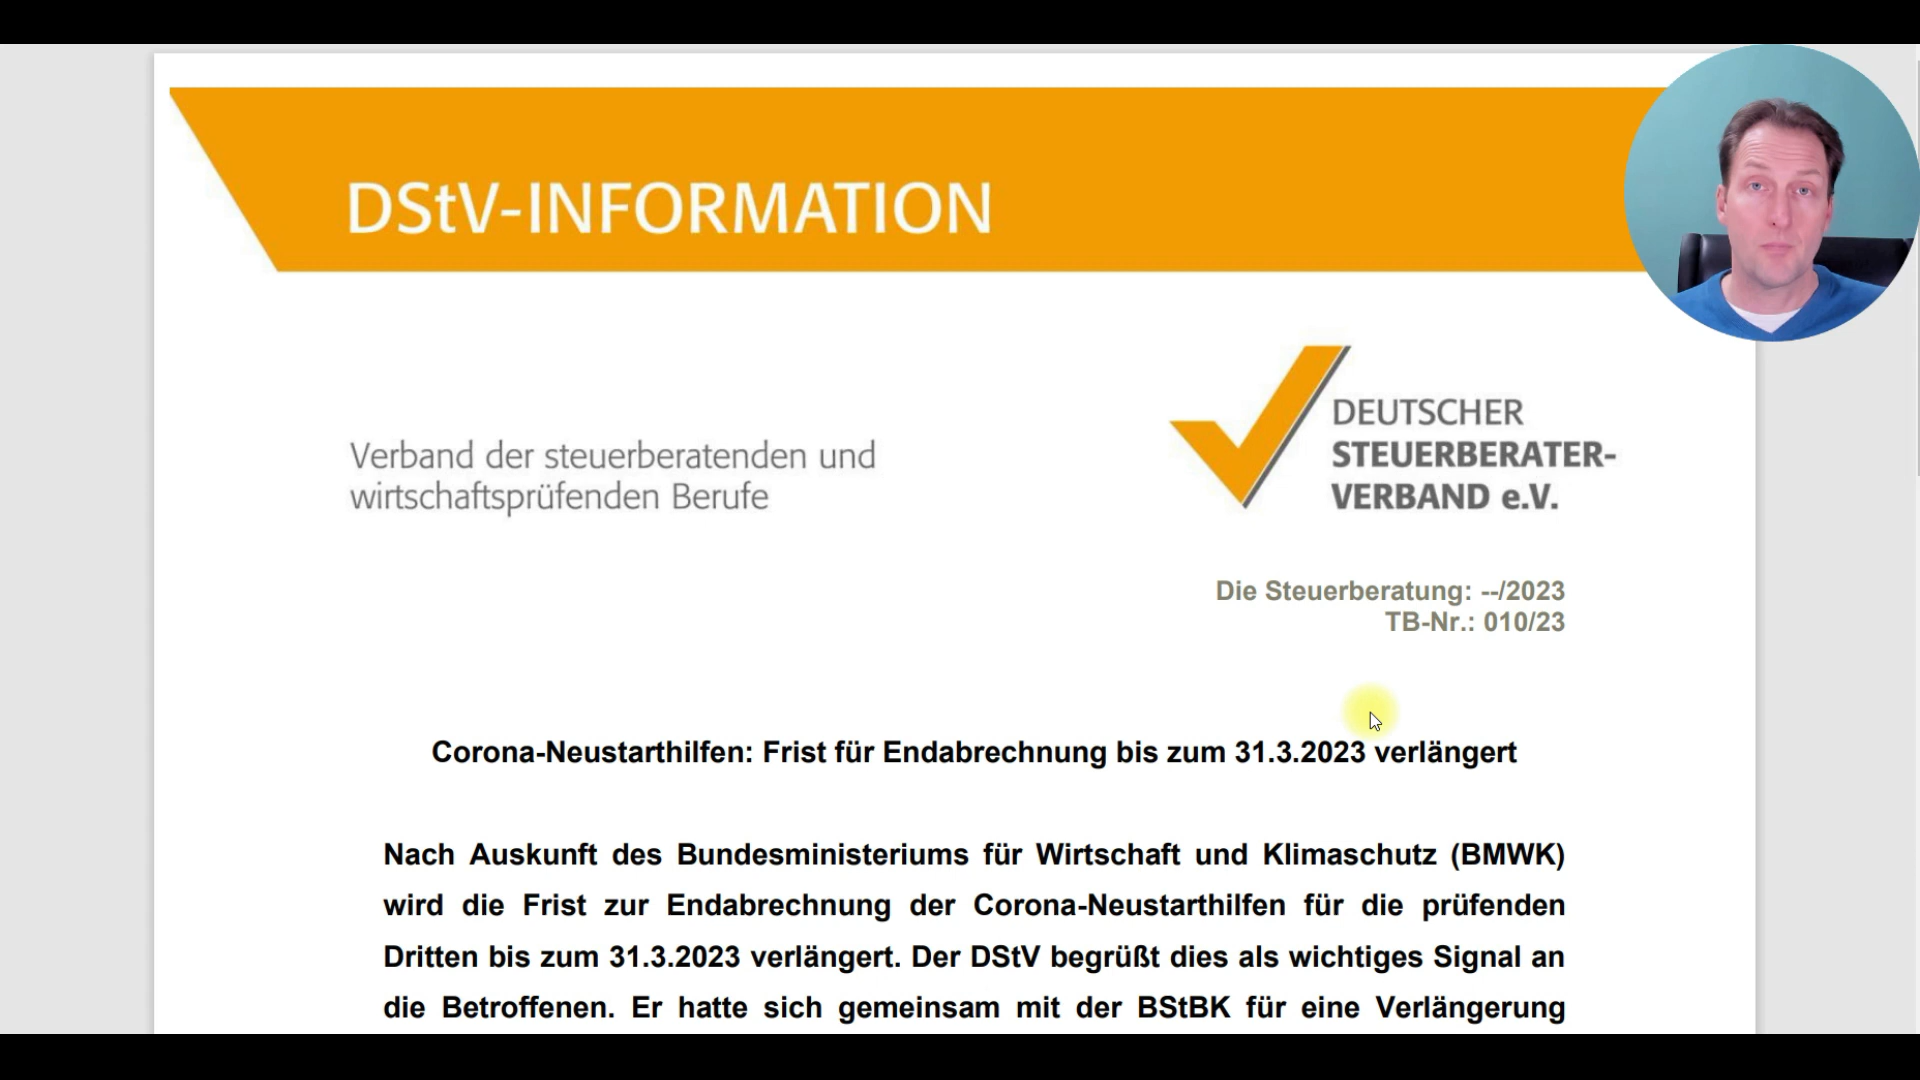 DStV-INFORMATION
Verband der steuerberatenden und
wirtschaftsprüfenden Berufe
DEUTSCHER
STEUERBERATER-
VERBAND e.V.
Die Steuerberatung: --/2023
TB-Nr.: 010/23
Corona-Neustarthilfen: Frist für Endabrechnung bis zum 31.3.2023 verlängert
Nach Auskunft des Bundesministeriums für Wirtschaft und Klimaschutz (BMWK)
wird die Frist zur Endabrechnung der Corona-Neustarthilfen für die prüfenden
Dritten bis zum 31.3.2023 verlängert. Der DStV begrüßt dies als wichtiges Signal an
die Betroffenen. Er hatte sich gemeinsam mit der BStBK für eine Verlängerung